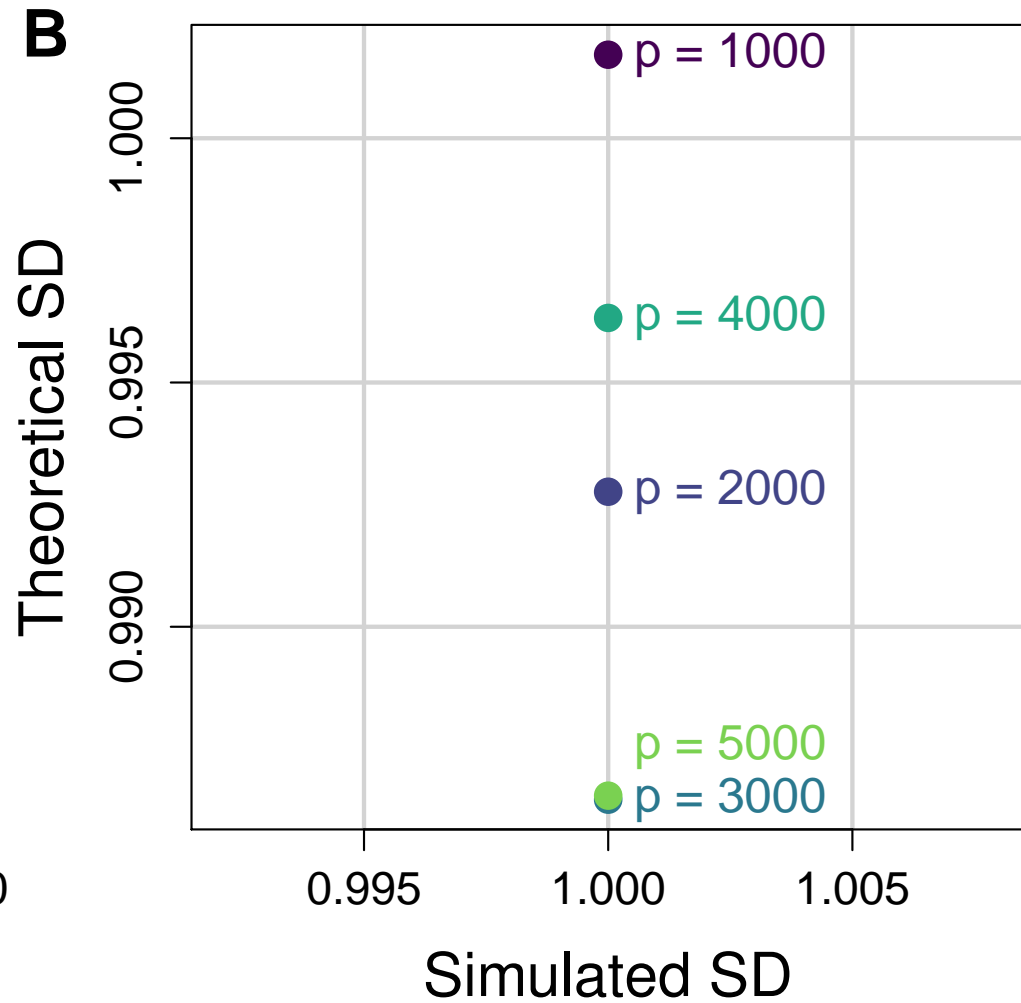 B
p = 1000
1.000
p = 4000
0.995
p = 2000
0.990
p = 5000
p = 3000
Theoretical SD
0.995
1.000
1.005
Simulated SD